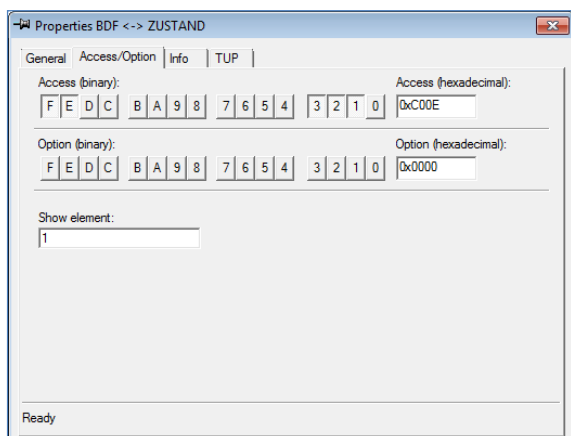 Properties BDF <-> ZUSTAND
General Access/Option Info TUP
Access (binary): Access (hexadecimal):
F E D C B A 9 8 7 6 5 4 3 2 1 0 0xC00E
Option (binary): Option (hexadecimal):
F E D C B A 9 8 7 6 5 4 3 2 1 0 0x0000
Show element:
1
Ready